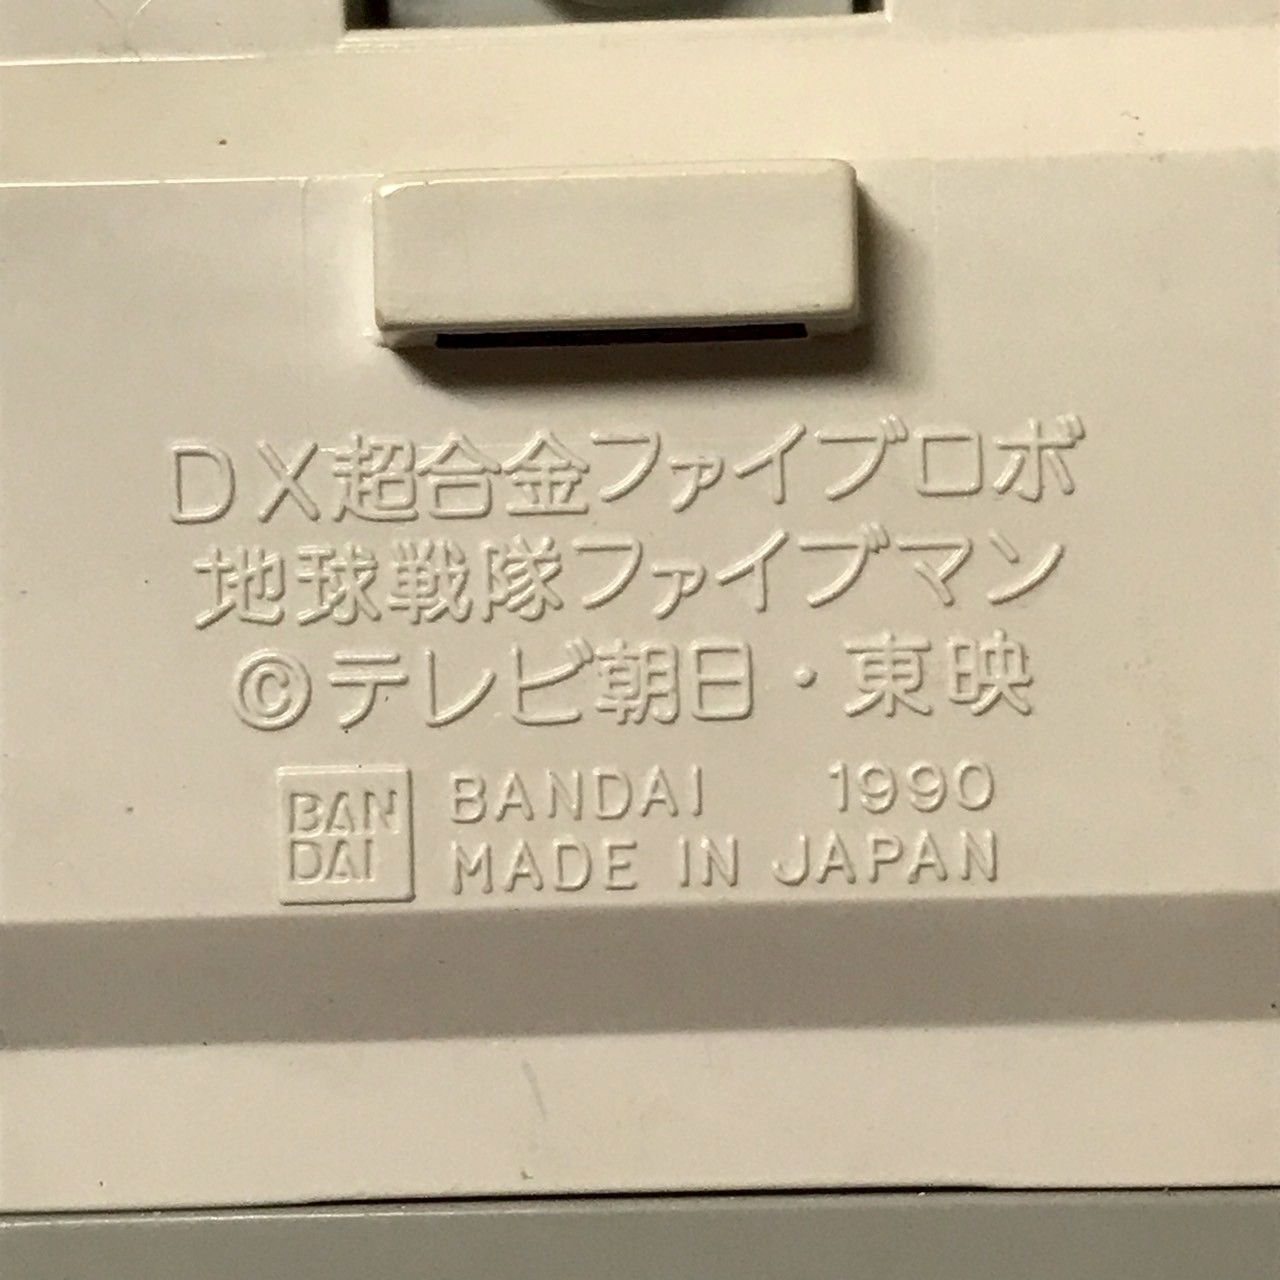 DX超合金ファイブロボ
地球戦隊ファイブマン
©テレビ朝日・東映
BAN
DAI
BANDAI 1990
MADE IN JAPAN